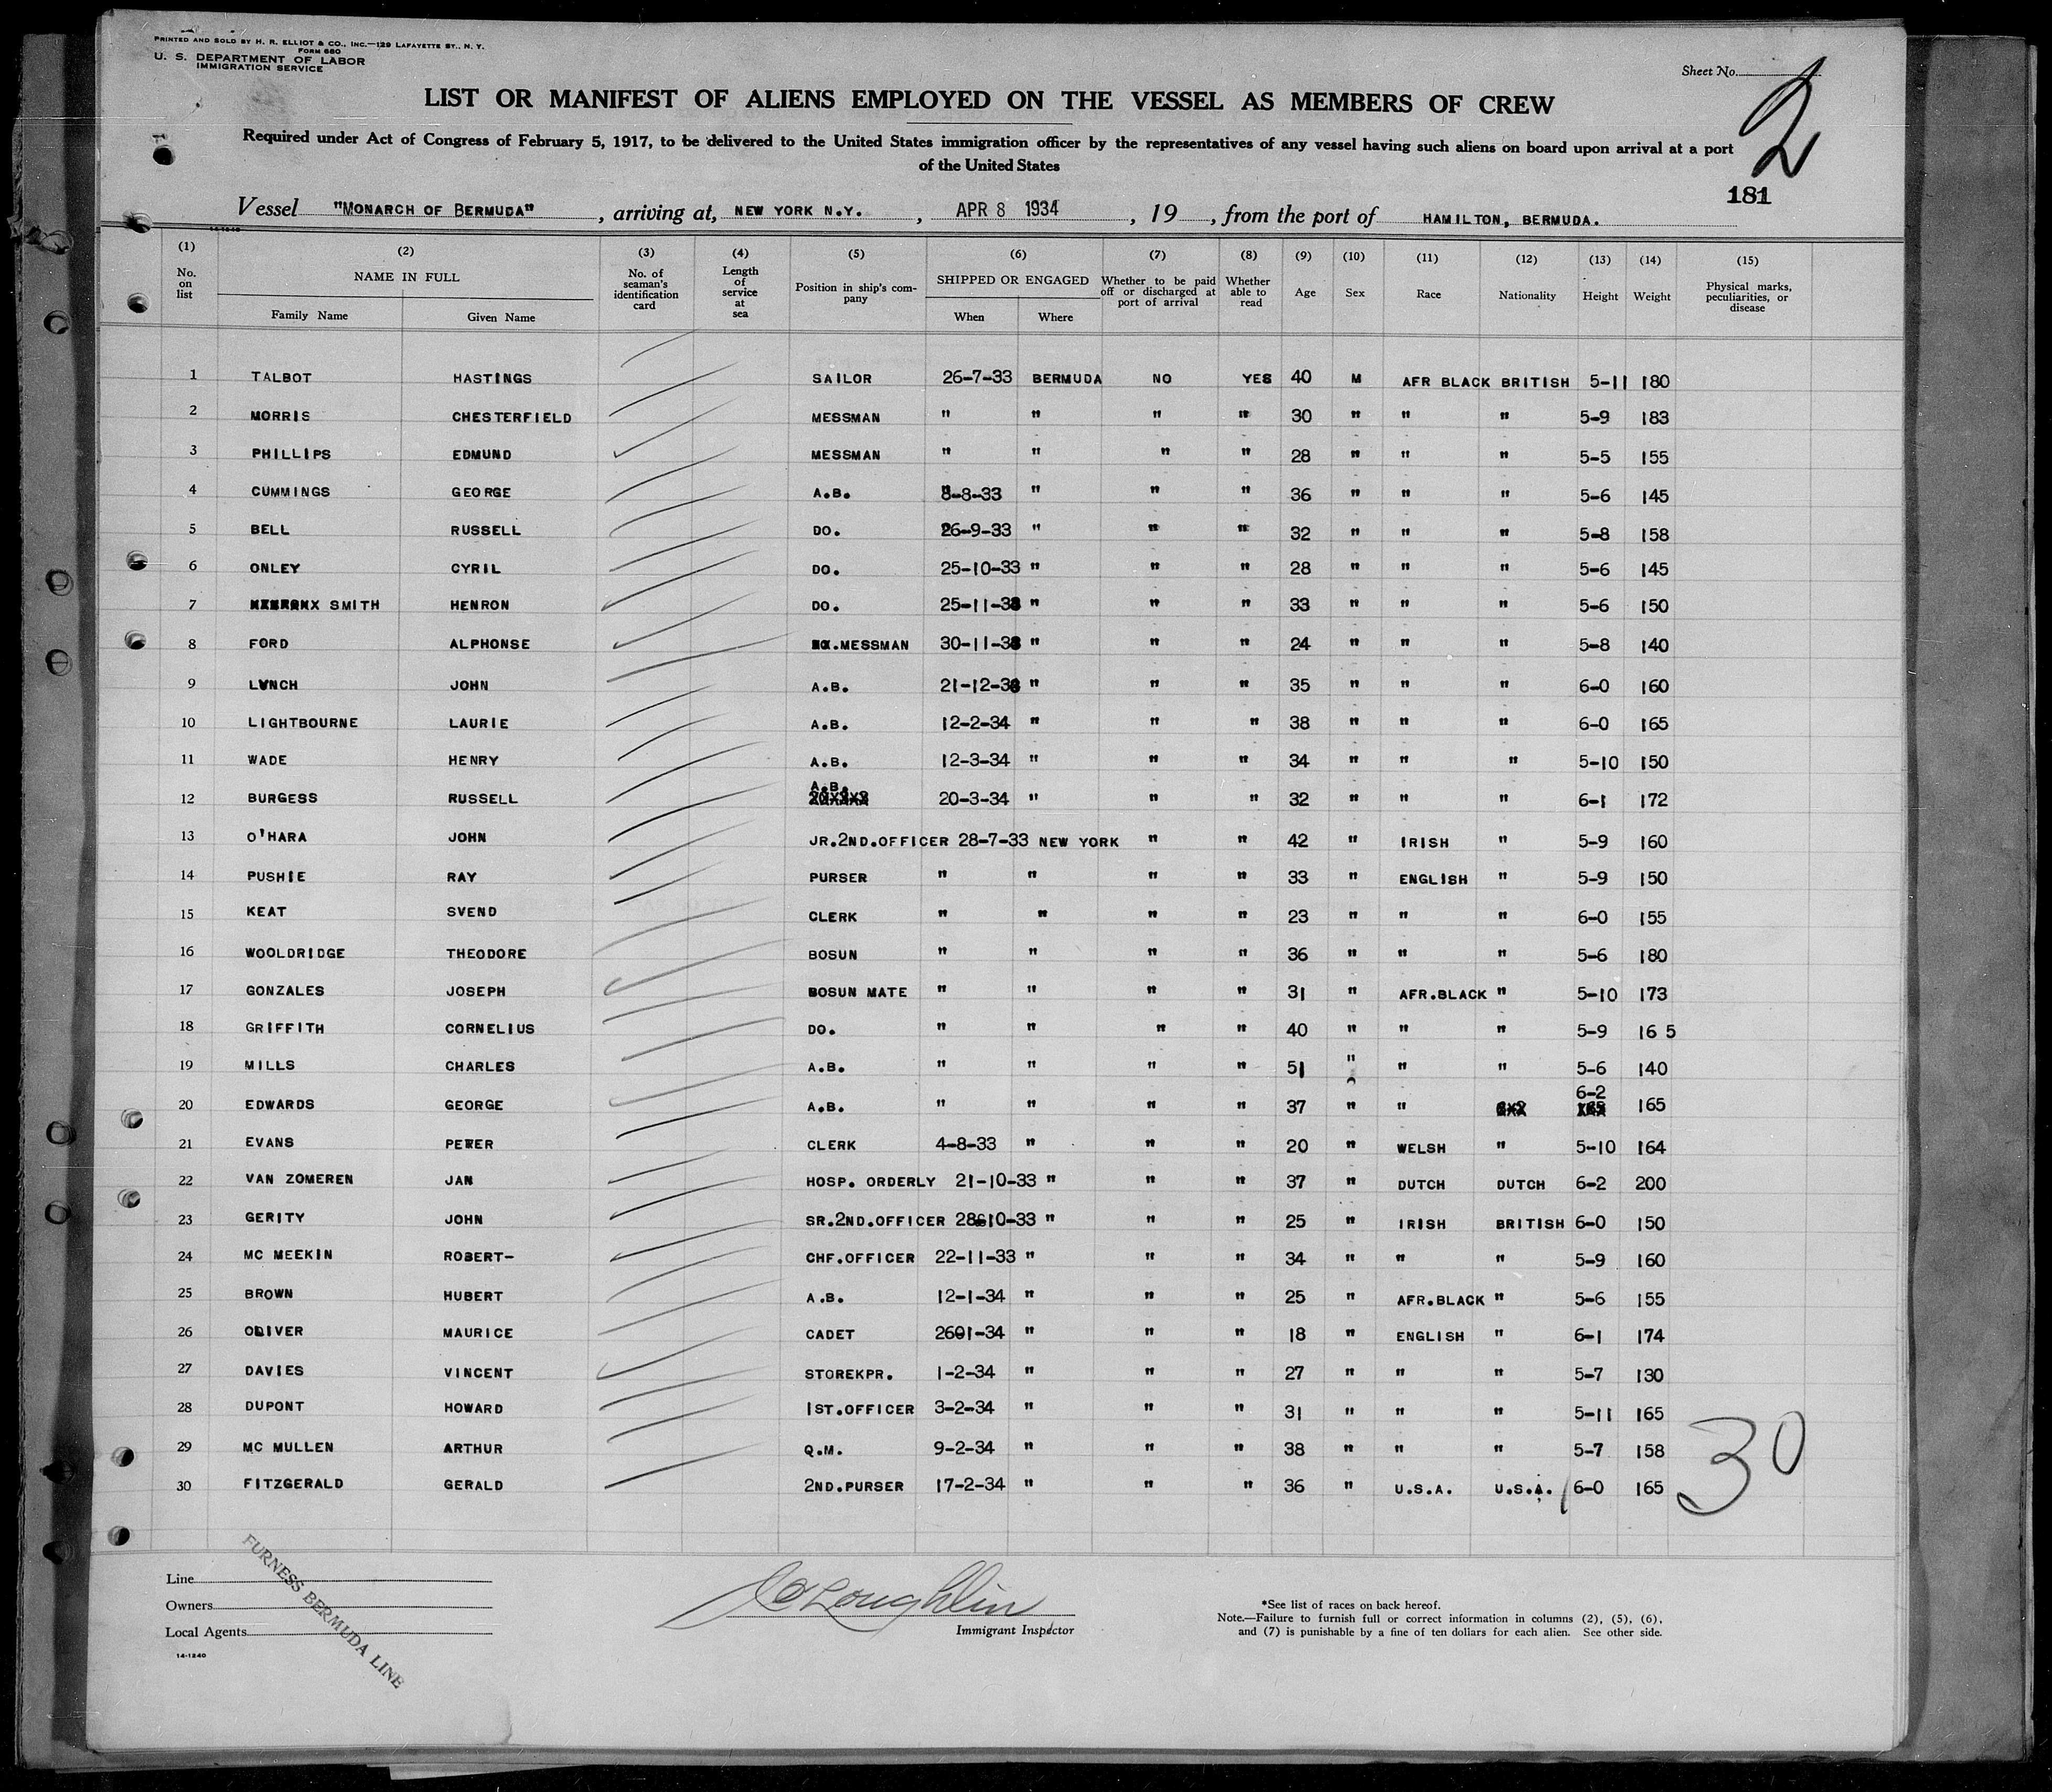 PRINTED AND SOLD BY H. R. ELLIOT & CO., INC.—129 LAFAYETTE ST., N. Y.
FORM 680
U. S. DEPARTMENT OF LABOR
IMMIGRATION SERVICE
Sheet No. 2
LIST OR MANIFEST OF ALIENS EMPLOYED ON THE VESSEL AS MEMBERS OF CREW
Required under Act of Congress of February 5, 1917, to be delivered to the United States immigration officer by the representatives of any vessel having such aliens on board upon arrival at a port
of the United States
181
Vessel "MONARCH OF BERMUDA", arriving at, NEW YORK N.Y., APR 8 1934, 19, from the port of HAMILTON, BERMUDA.
(1) No. on list (2) NAME IN FULL Family Name Given Name (3) No. of seaman's identification card (4) Length of service at sea (5) Position in ship's company (6) SHIPPED OR ENGAGED When Where (7) Whether to be paid off or discharged at port of arrival (8) Whether able to read (9) Age (10) Sex (11) Race (12) Nationality (13) Height (14) Weight (15) Physical marks, peculiarities, or disease
1 TALBOT HASTINGS SAILOR 26-7-33 BERMUDA NO YES 40 M AFR BLACK BRITISH 5-11 180
2 MORRIS CHESTERFIELD MESSMAN " " " " 30 " " " 5-9 183
3 PHILLIPS EDMUND MESSMAN " " " " 28 " " " 5-5 155
4 CUMMINGS GEORGE A.B. 8-8-33 " " " 36 " " " 5-6 145
5 BELL RUSSELL DO. 26-9-33 " " " 32 " " " 5-8 158
6 ONLEY CYRIL DO. 25-10-33 " " " 28 " " " 5-6 145
7 SMITH HENRON DO. 25-11-33 " " " 33 " " " 5-6 150
8 FORD ALPHONSE MESSMAN 30-11-33 " " " 24 " " " 5-8 140
9 LYNCH JOHN A.B. 21-12-33 " " " 35 " " " 6-0 160
10 LIGHTBOURNE LAURIE A.B. 12-2-34 " " " 38 " " " 6-0 165
11 WADE HENRY A.B. 12-3-34 " " " 34 " " " 5-10 150
12 BURGESS RUSSELL A.B. 20-3-34 " " " 32 " " " 6-1 172
13 O'HARA JOHN JR.2ND.OFFICER 28-7-33 NEW YORK " " 42 " IRISH " 5-9 160
14 PUSHIE RAY PURSER " " " " 33 " ENGLISH " 5-9 150
15 KEAT SVEND CLERK " " " " 23 " " " 6-0 155
16 WOOLDRIDGE THEODORE BOSUN " " " " 36 " " " 5-6 180
17 GONZALES JOSEPH BOSUN MATE " " " " 31 " AFR.BLACK " 5-10 173
18 GRIFFITH CORNELIUS DO. " " " " 40 " " " 5-9 16 5
19 MILLS CHARLES A.B. " " " " 51 " " " 5-6 140
20 EDWARDS GEORGE A.B. " " " " 37 " " 6-2 165
21 EVANS PETER CLERK 4-8-33 " " " 20 " WELSH " 5-10 164
22 VAN ZOMEREN JAN HOSP. ORDERLY 21-10-33 " " " 37 " DUTCH DUTCH 6-2 200
23 GERITY JOHN SR.2ND.OFFICER 28-10-33 " " " 25 " IRISH BRITISH 6-0 150
24 MC MEEKIN ROBERT- CHF.OFFICER 22-11-33 " " " 34 " " " 5-9 160
25 BROWN HUBERT A.B. 12-1-34 " " " 25 " AFR.BLACK " 5-6 155
26 OLIVER MAURICE CADET 26-1-34 " " " 18 " ENGLISH " 6-1 174
27 DAVIES VINCENT STOREKPR. 1-2-34 " " " 27 " " " 5-7 130
28 DUPONT HOWARD 1ST.OFFICER 3-2-34 " " " 31 " " " 5-11 165
29 MC MULLEN ARTHUR Q.M. 9-2-34 " " " 38 " " " 5-7 158
30 FITZGERALD GERALD 2ND.PURSER 17-2-34 " " " 36 " U.S.A. U.S.A. 6-0 165
30
Line
Owners
Local Agents
FURNESS BERMUDA LINE
14-1240
Immigrant Inspector
*See list of races on back hereof.
Note.—Failure to furnish full or correct information in columns (2), (5), (6),
and (7) is punishable by a fine of ten dollars for each alien. See other side.